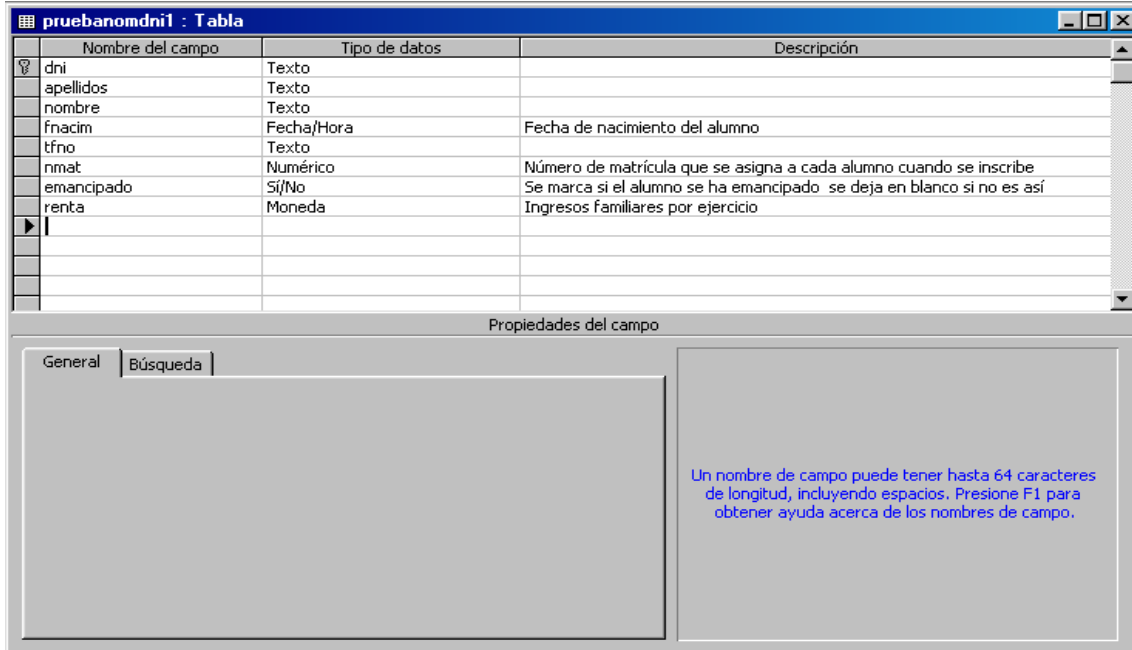 pruebanomdni1 : Tabla
Nombre del campo Tipo de datos Descripción
dni Texto
apellidos Texto
nombre Texto
fnacim Fecha/Hora Fecha de nacimiento del alumno
tfno Texto
nmat Numérico Número de matrícula que se asigna a cada alumno cuando se inscribe
emancipado Sí/No Se marca si el alumno se ha emancipado se deja en blanco si no es así
renta Moneda Ingresos familiares por ejercicio
Propiedades del campo
General Búsqueda
Un nombre de campo puede tener hasta 64 caracteres
de longitud, incluyendo espacios. Presione F1 para
obtener ayuda acerca de los nombres de campo.